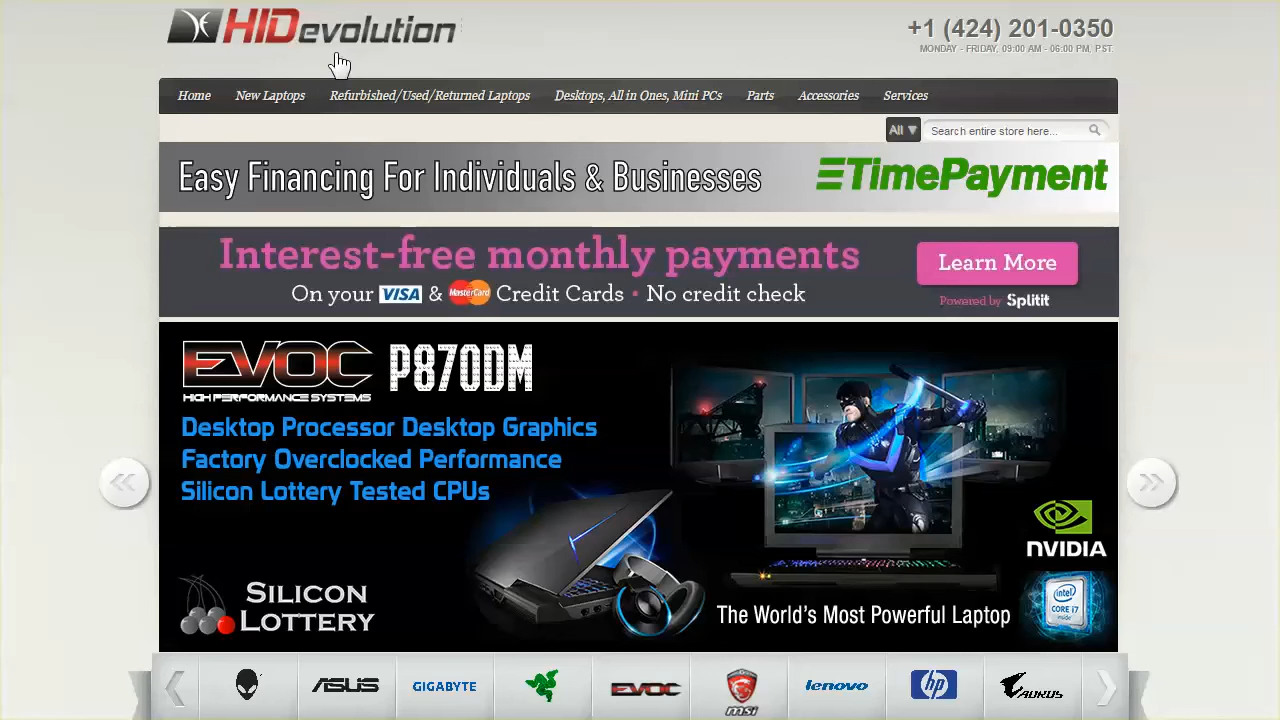 HIDevolution
+1 (424) 201-0350
MONDAY - FRIDAY, 09:00 AM - 06:00 PM, PST.
Home New Laptops Refurbished/Used/Returned Laptops Desktops, All in Ones, Mini PCs Parts Accessories Services
All ▼ Search entire store here...
Easy Financing For Individuals & Businesses TimePayment
Interest-free monthly payments
Learn More
On your VISA & MasterCard Credit Cards • No credit check
Powered by Splitit
EVOC P870DM
HIGH PERFORMANCE SYSTEMS
Desktop Processor Desktop Graphics
Factory Overclocked Performance
Silicon Lottery Tested CPUs
NVIDIA
SILICON
LOTTERY
The World's Most Powerful Laptop
intel
CORE i7
inside
ASUS GIGABYTE EVOC msi lenovo hp AORUS